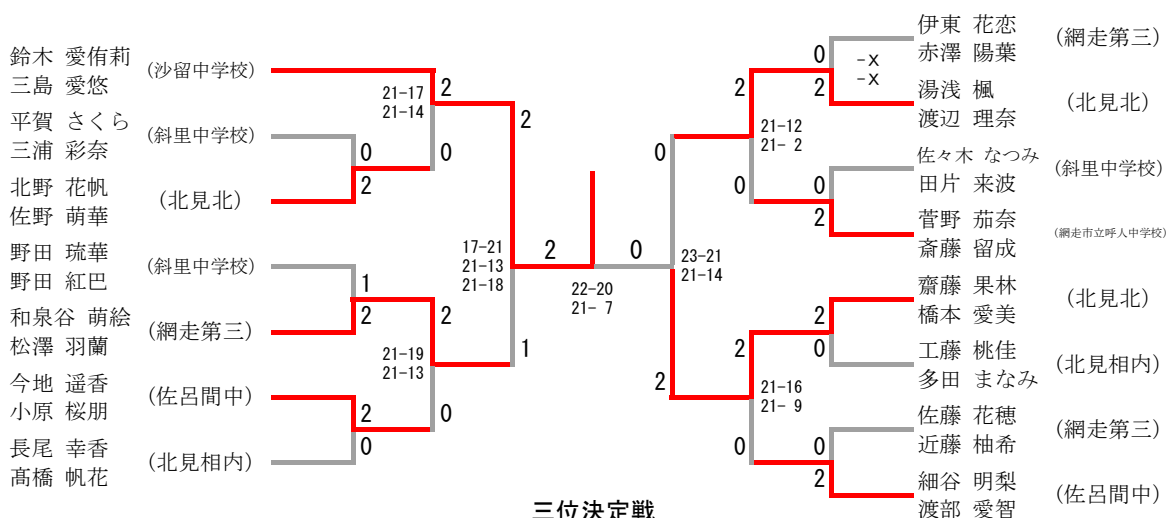 鈴木 愛侑莉
三島 愛悠
(沙留中学校)
平賀 さくら
三浦 彩奈
(斜里中学校)
北野 花帆
佐野 萌華
(北見北)
野田 琉華
野田 紅巴
(斜里中学校)
和泉谷 萌絵
松澤 羽蘭
(網走第三)
今地 遥香
小原 桜朋
(佐呂間中)
長尾 幸香
髙橋 帆花
(北見相内)
0
2
1
2
2
0
21-17
21-14
2
0
2
21-19
21-13
0
2
17-21
21-13
21-18
1
2
0
22-20
21- 7
0
23-21
21-14
2
2
21-12
21- 2
0
2
21-16
21- 9
0
0
-X
-X
2
0
2
2
0
0
2
伊東 花恋
赤澤 陽葉
(網走第三)
湯浅 楓
渡辺 理奈
(北見北)
佐々木 なつみ
田片 来波
(斜里中学校)
菅野 茄奈
斎藤 留成
(網走市立呼人中学校)
齋藤 果林
橋本 愛美
(北見北)
工藤 桃佳
多田 まなみ
(北見相内)
佐藤 花穂
近藤 柚希
(網走第三)
細谷 明梨
渡部 愛智
(佐呂間中)
三位決定戦